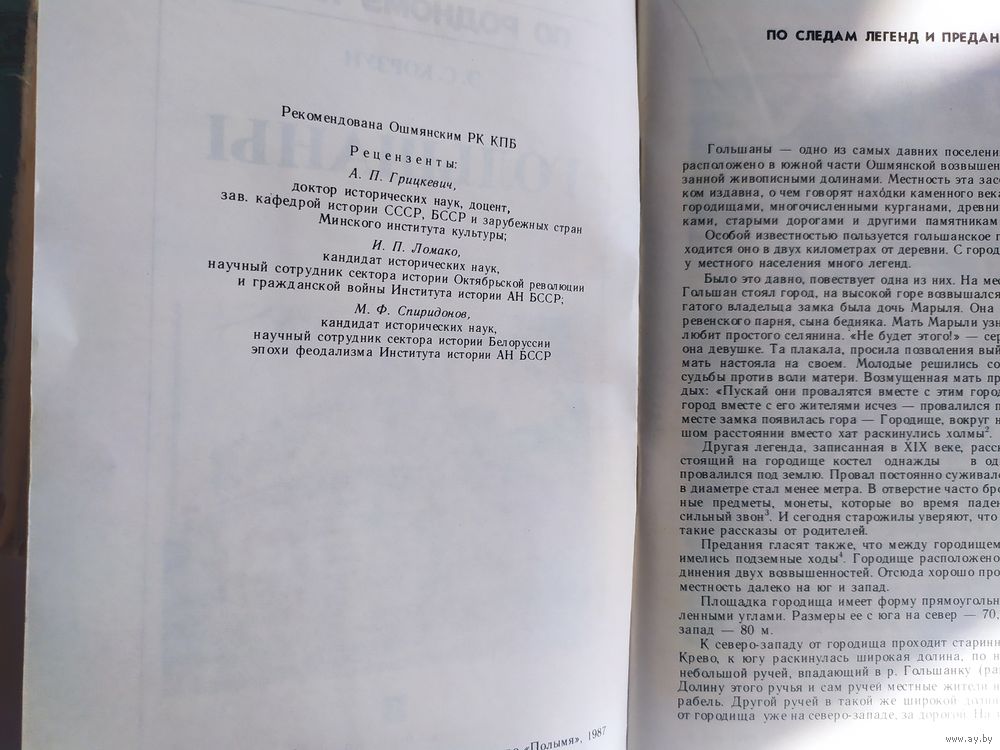 Рекомендована Ошмянским РК КПБ
Рецензенты:
А. П. Грицкевич,
доктор исторических наук, доцент,
зав. кафедрой истории СССР, БССР и зарубежных стран
Минского института культуры;
И. П. Ломако,
кандидат исторических наук,
научный сотрудник сектора истории Октябрьской революции
и гражданской войны Института истории АН БССР;
М. Ф. Спиридонов,
кандидат исторических наук,
научный сотрудник сектора истории Белоруссии
эпохи феодализма Института истории АН БССР
«Полымя», 1987
ПО СЛЕДАМ ЛЕГЕНД И ПРЕДАН
Гольшаны — одно из самых давних поселени
расположено в южной части Ошмянской возвышен
занной живописными долинами. Местность эта засе
ком издавна, о чем говорят нахо́дки каменного века
городищами, многочисленными курганами, древни
ками, старыми дорогами и другими памятникам
Особой известностью пользуется гольшанское г
ходится оно в двух километрах от деревни. С город
у местного населения много легенд.
Было это давно, повествует одна из них. На мес
Гольшан стоял город, на высокой горе возвышался
гатого владельца замка была дочь Марыля. Она
ревенского парня, сына бедняка. Мать Марыли узн
любит простого селянина. «Не будет этого!» — сер
она девушке. Та плакала, просила позволения вый
мать настояла на своем. Молодые решились со
судьбы против воли матери. Возмущенная мать пр
дых: «Пускай они провалятся вместе с этим город
город вместе с его жителями исчез — провалился п
месте замка появилась гора — Городище, вокруг н
шом расстоянии вместо хат раскинулись холмы².
Другая легенда, записанная в XIX веке, расск
стоящий на городище костел однажды в од
провалился под землю. Провал постоянно суживалс
в диаметре стал менее метра. В отверстие часто бро
ные предметы, монеты, которые во время паден
сильный звон³. И сегодня старожилы уверяют, что
такие рассказы от родителей.
Предания гласят также, что между городищем
имелись подземные ходы⁴. Городище расположено
динения двух возвышенностей. Отсюда хорошо про
местность далеко на юг и запад.
Площадка городища имеет форму прямоугольн
ленными углами. Размеры ее с юга на север — 70,
запад — 80 м.
К северо-западу от городища проходит старинн
Крево, к югу раскинулась широкая долина, по н
небольшой ручей, впадающий в р. Гольшанку (ра
Долину этого ручья и сам ручей местные жители н
рабель. Другой ручей в такой же широкой долин
от городища уже на северо-западе, за дорогой. На
www.ay.by